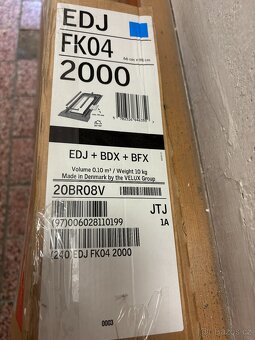 EDJ
FK04
66 cm x 98 cm
2000
EDJ + BDX + BFX
Volume 0.10 m³ / Weight 10 kg
Made in Denmark by the VELUX Group
20BR08V
JTJ
(97)006028110199
1A
(240)EDJ FK04 2000
0003